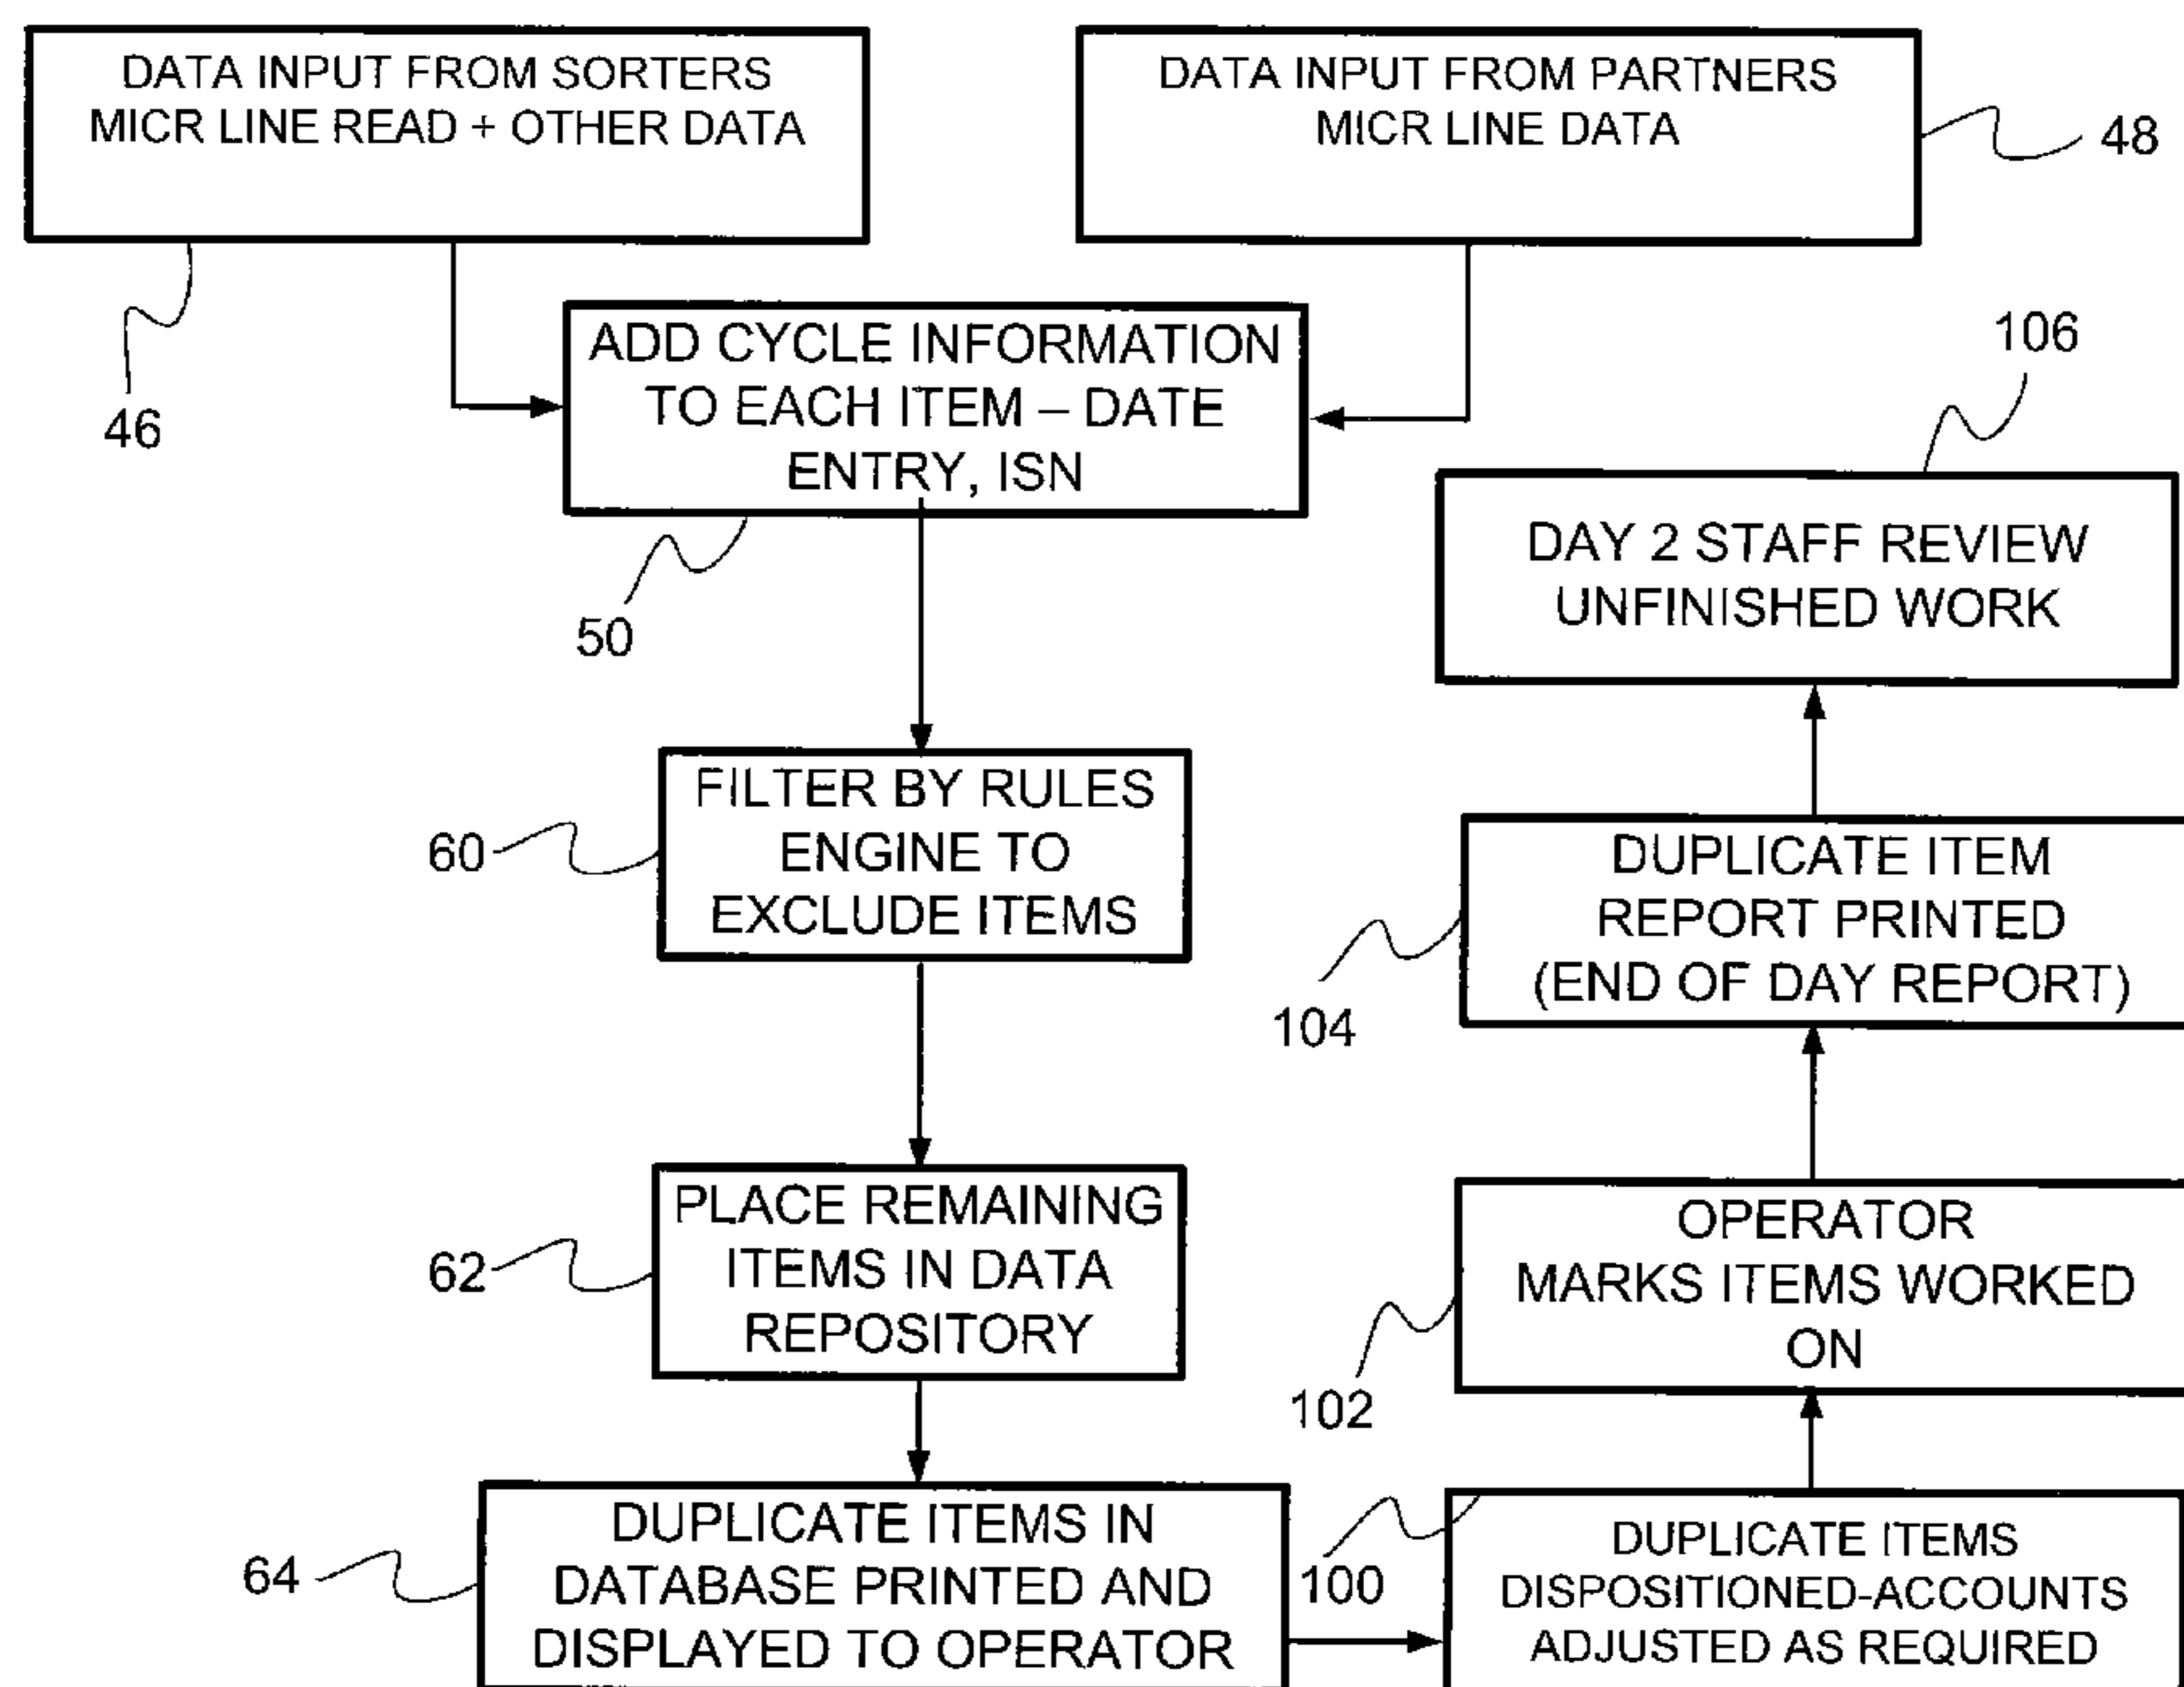 DATA INPUT FROM SORTERS
MICR LINE READ + OTHER DATA
46
DATA INPUT FROM PARTNERS
MICR LINE DATA
48
ADD CYCLE INFORMATION
TO EACH ITEM – DATE
ENTRY, ISN
50
FILTER BY RULES
ENGINE TO
EXCLUDE ITEMS
60
PLACE REMAINING
ITEMS IN DATA
REPOSITORY
62
DUPLICATE ITEMS IN
DATABASE PRINTED AND
DISPLAYED TO OPERATOR
64
DUPLICATE ITEMS
DISPOSITIONED-ACCOUNTS
ADJUSTED AS REQUIRED
100
OPERATOR
MARKS ITEMS WORKED
ON
102
DUPLICATE ITEM
REPORT PRINTED
(END OF DAY REPORT)
104
DAY 2 STAFF REVIEW
UNFINISHED WORK
106